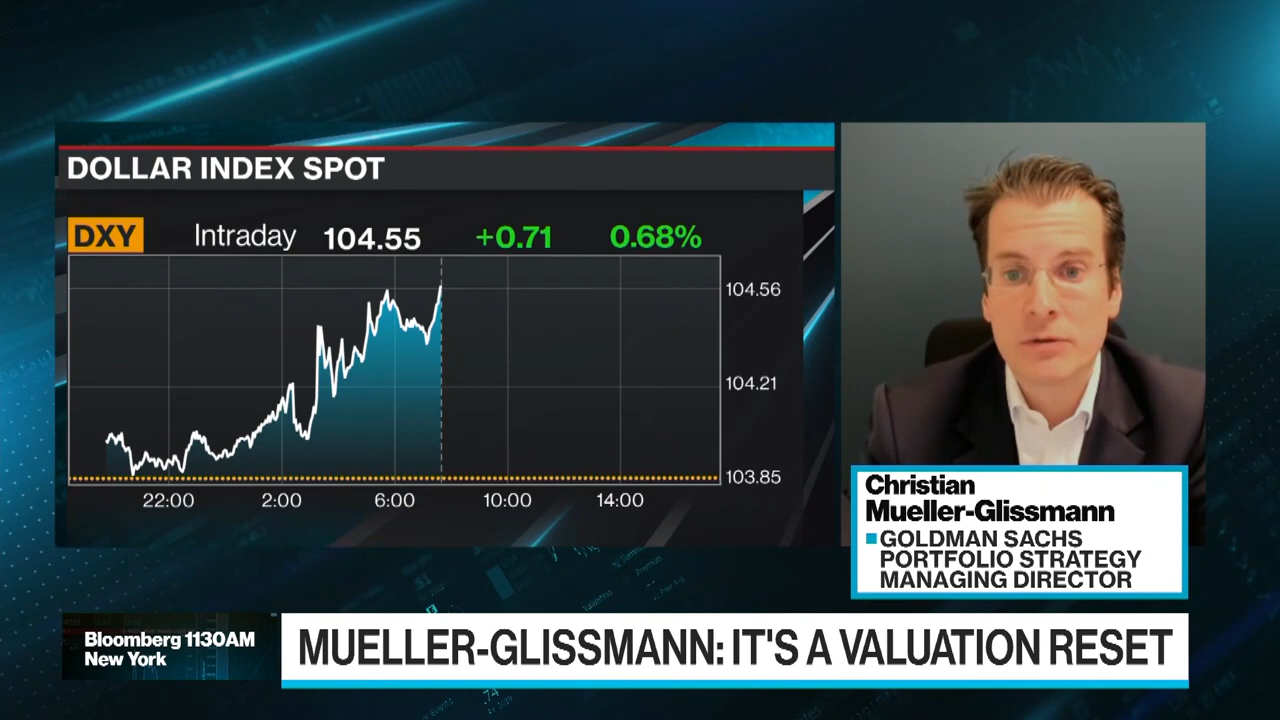 DOLLAR INDEX SPOT
DXY Intraday 104.55 +0.71 0.68%
104.56
104.21
103.85
22:00 2:00 6:00 10:00 14:00
Christian
Mueller-Glissmann
GOLDMAN SACHS
PORTFOLIO STRATEGY
MANAGING DIRECTOR
Bloomberg 1130AM
New York
MUELLER-GLISSMANN: IT'S A VALUATION RESET